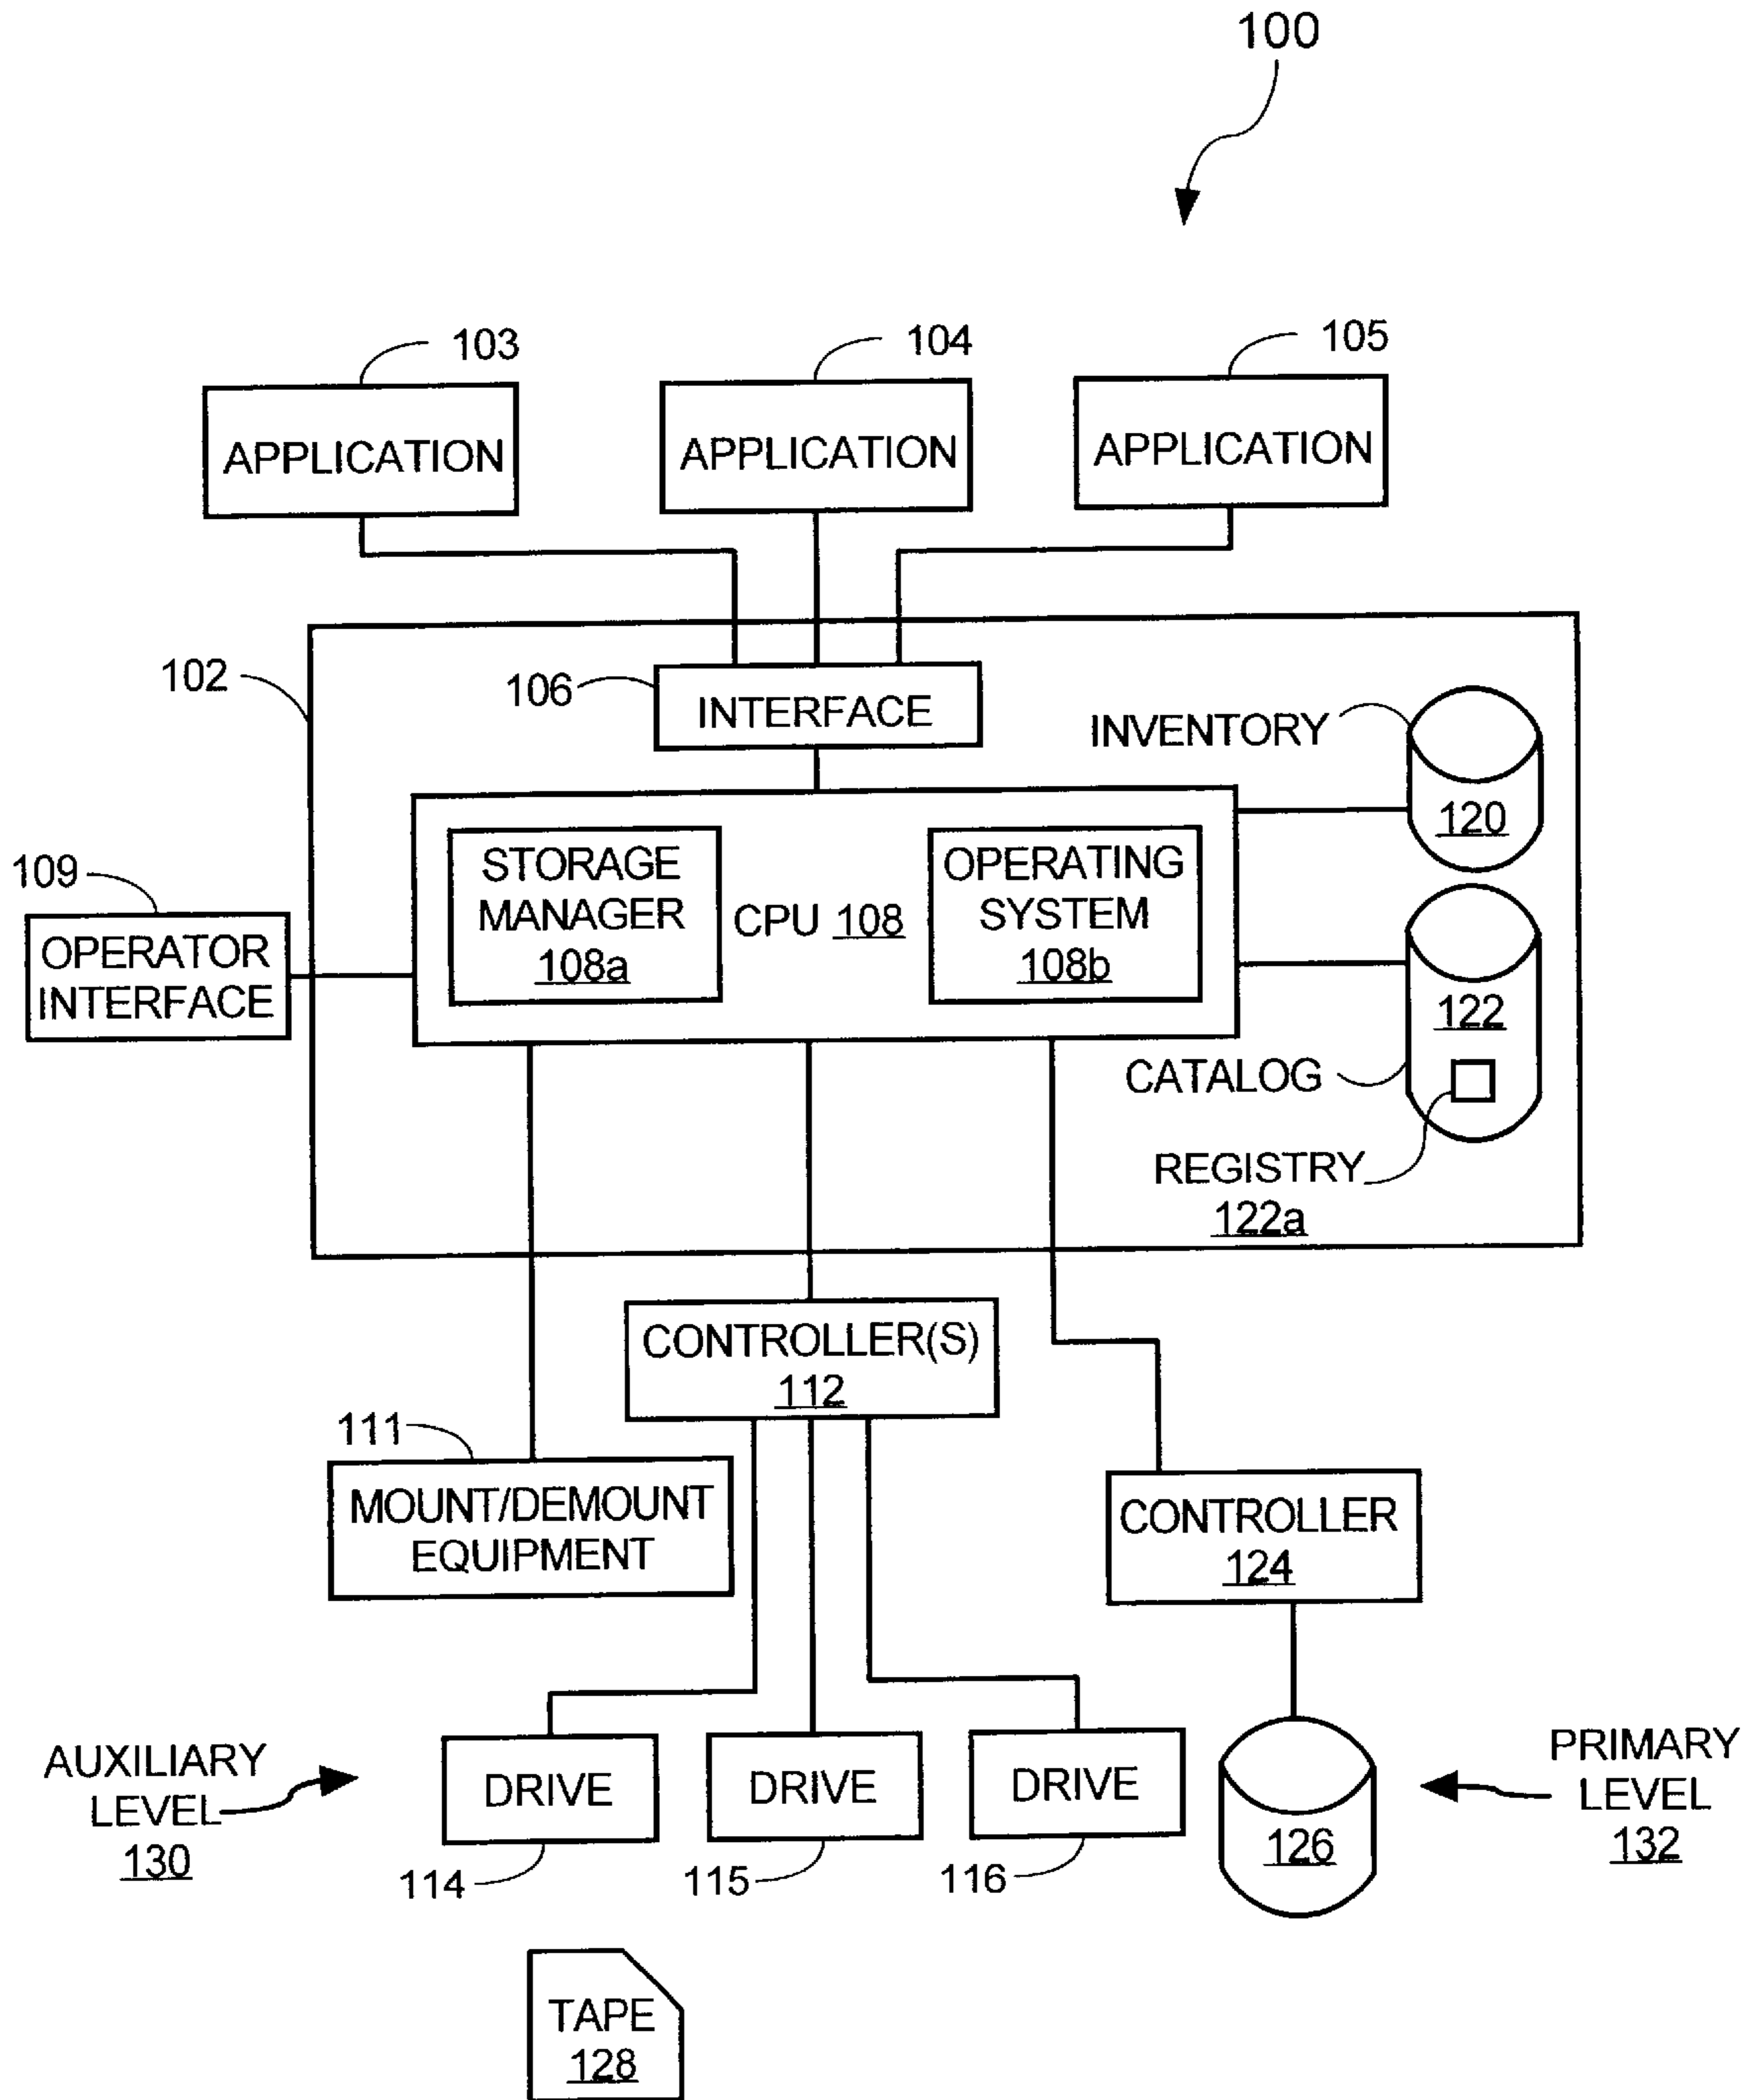 100
103
104
105
APPLICATION
APPLICATION
APPLICATION
102
106
INTERFACE
INVENTORY
120
STORAGE
MANAGER
108a
CPU 108
OPERATING
SYSTEM
108b
109
OPERATOR
INTERFACE
122
CATALOG
REGISTRY
122a
CONTROLLER(S)
112
111
MOUNT/DEMOUNT
EQUIPMENT
CONTROLLER
124
AUXILIARY
LEVEL
130
DRIVE
DRIVE
DRIVE
114
115
116
126
PRIMARY
LEVEL
132
TAPE
128